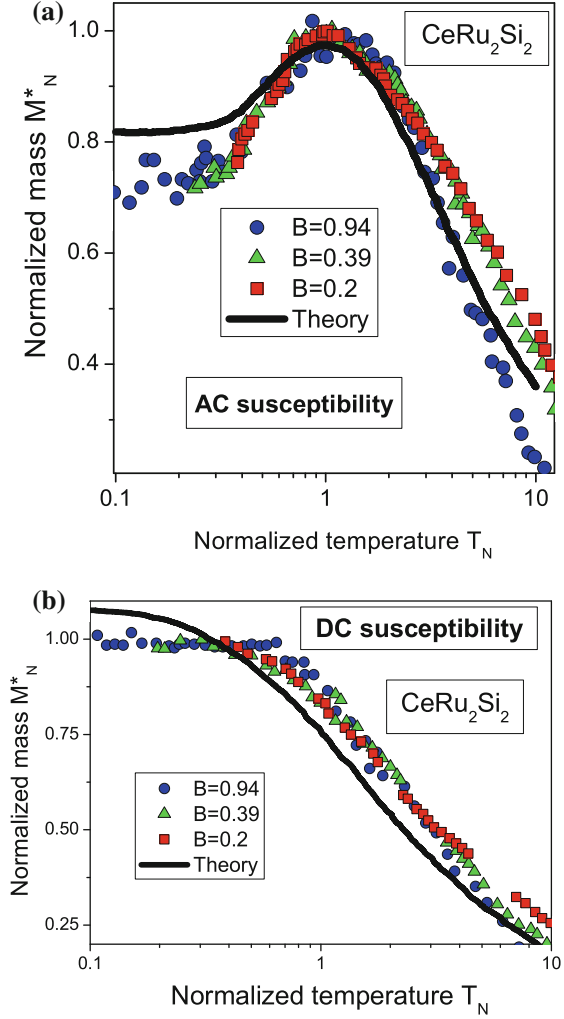 (a)
CeRu₂Si₂
Normalized mass M*N
1.0
0.8
0.6
0.4
B=0.94
B=0.39
B=0.2
Theory
AC susceptibility
0.1
1
10
Normalized temperature TN
(b)
DC susceptibility
CeRu₂Si₂
Normalized mass M*N
1.00
0.75
0.50
0.25
B=0.94
B=0.39
B=0.2
Theory
0.1
1
10
Normalized temperature TN